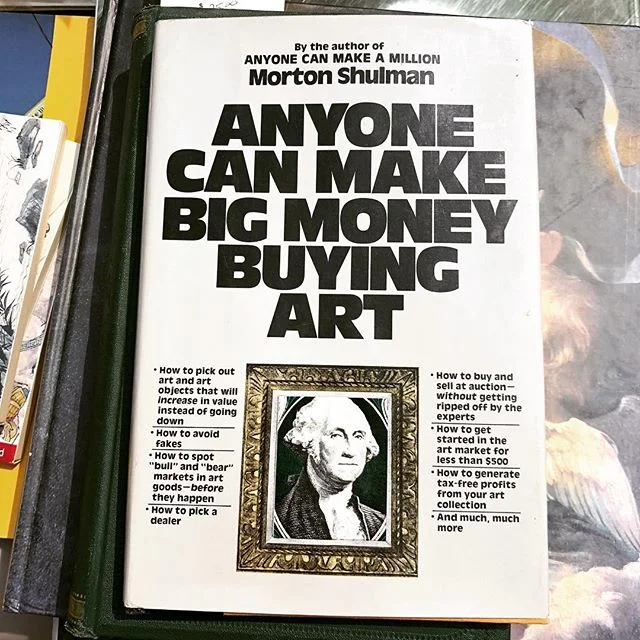 By the author of
ANYONE CAN MAKE A MILLION
Morton Shulman
ANYONE
CAN MAKE
BIG MONEY
BUYING
ART
• How to pick out
art and art
objects that will
increase in value
instead of going
down
• How to avoid
fakes
• How to spot
"bull" and "bear"
markets in art
goods—before
they happen
• How to pick a
dealer
• How to buy and
sell at auction—
without getting
ripped off by the
experts
• How to get
started in the
art market for
less than $500
• How to generate
tax-free profits
from your art
collection
• And much, much
more